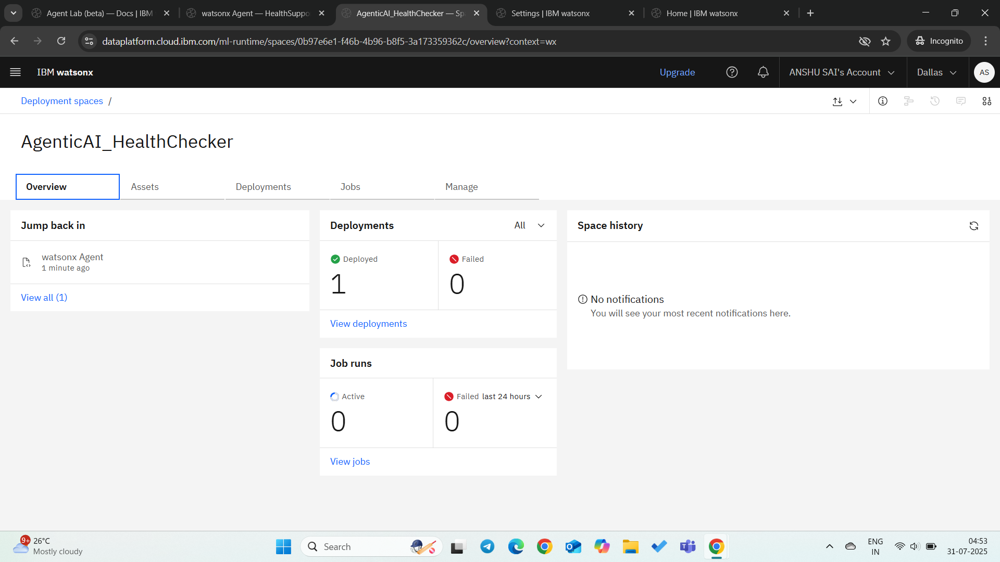 Agent Lab (beta) — Docs | IBM
watsonx Agent — HealthSuppo
AgenticAI_HealthChecker — Sp
Settings | IBM watsonx
Home | IBM watsonx
dataplatform.cloud.ibm.com/ml-runtime/spaces/0b97e6e1-f46b-4b96-b8f5-3a173359362c/overview?context=wx
Incognito
IBM watsonx
Upgrade
ANSHU SAI's Account
Dallas
AS
Deployment spaces /
AgenticAI_HealthChecker
Overview
Assets
Deployments
Jobs
Manage
Jump back in
watsonx Agent
1 minute ago
View all (1)
Deployments
All
Deployed
1
Failed
0
View deployments
Job runs
Active
0
Failed last 24 hours
0
View jobs
Space history
No notifications
You will see your most recent notifications here.
9+
26°C
Mostly cloudy
Search
ENG
IN
04:53
31-07-2025